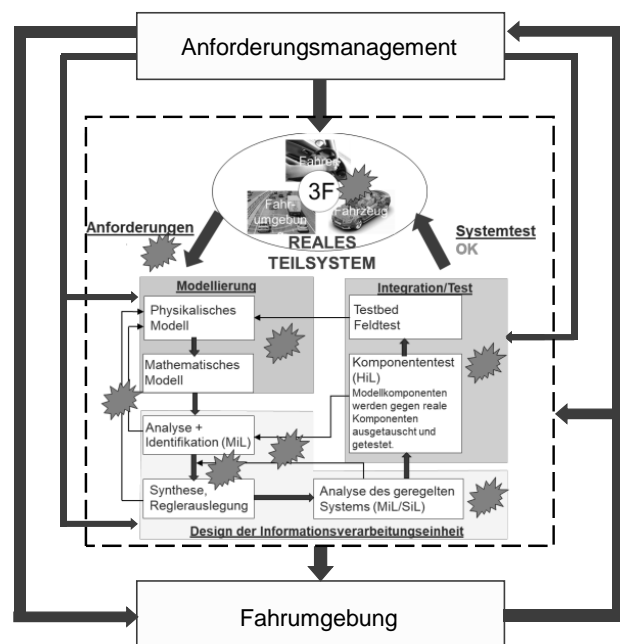 Anforderungsmanagement
Fahrer
3F
Fahr-
umgebun
Fahrzeug
REALES
TEILSYSTEM
Anforderungen
Systemtest
OK
Modellierung
Physikalisches
Modell
Mathematisches
Modell
Integration/Test
Testbed
Feldtest
Komponententest
(HiL)
Modellkomponenten
werden gegen reale
Komponenten
ausgetauscht und
getestet.
Analyse +
Identifikation (MiL)
Synthese,
Reglerauslegung
Analyse des geregelten
Systems (MiL/SiL)
Design der Informationsverarbeitungseinheit
Fahrumgebung